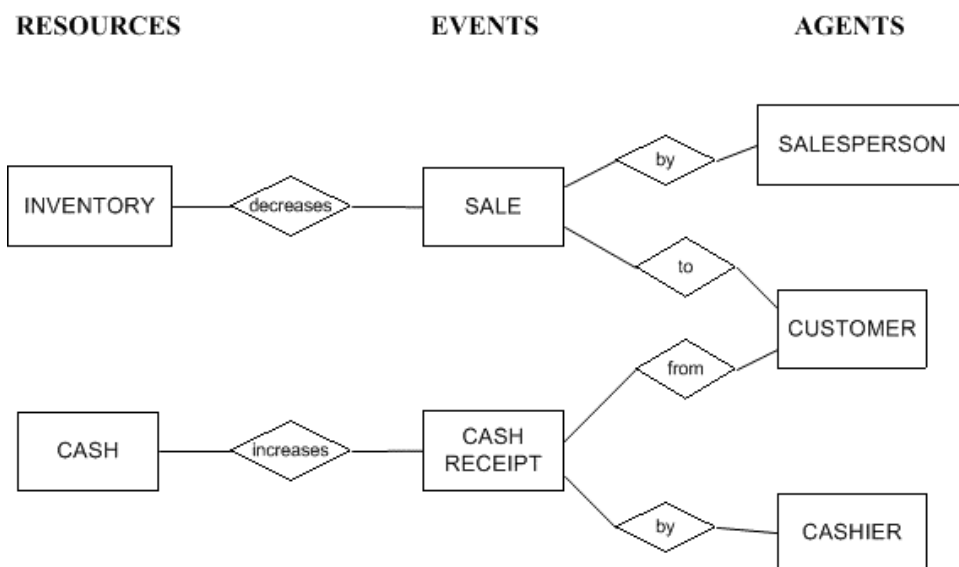 RESOURCES EVENTS AGENTS
by SALESPERSON
INVENTORY decreases SALE
to
CUSTOMER
from
CASH increases CASH
RECEIPT
by CASHIER